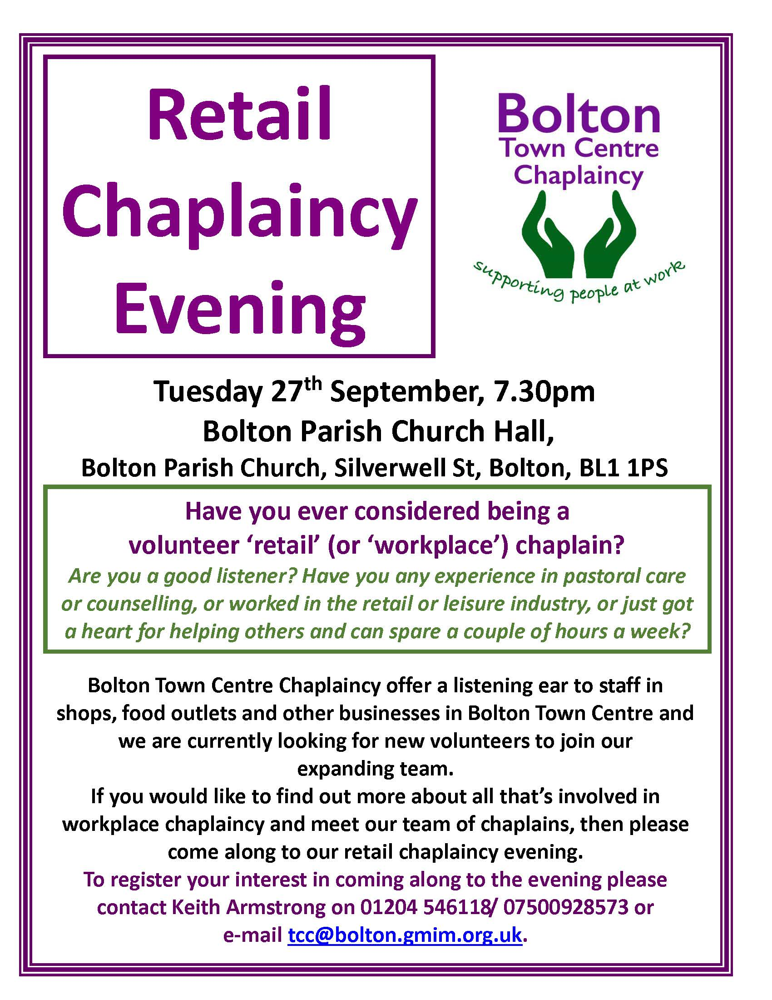 Retail
Chaplaincy
Evening
Bolton
Town Centre
Chaplaincy
supporting people at work
Tuesday 27th September, 7.30pm
Bolton Parish Church Hall,
Bolton Parish Church, Silverwell St, Bolton, BL1 1PS
Have you ever considered being a
volunteer ‘retail’ (or ‘workplace’) chaplain?
Are you a good listener? Have you any experience in pastoral care
or counselling, or worked in the retail or leisure industry, or just got
a heart for helping others and can spare a couple of hours a week?
Bolton Town Centre Chaplaincy offer a listening ear to staff in
shops, food outlets and other businesses in Bolton Town Centre and
we are currently looking for new volunteers to join our
expanding team.
If you would like to find out more about all that’s involved in
workplace chaplaincy and meet our team of chaplains, then please
come along to our retail chaplaincy evening.
To register your interest in coming along to the evening please
contact Keith Armstrong on 01204 546118/ 07500928573 or
e-mail tcc@bolton.gmim.org.uk.